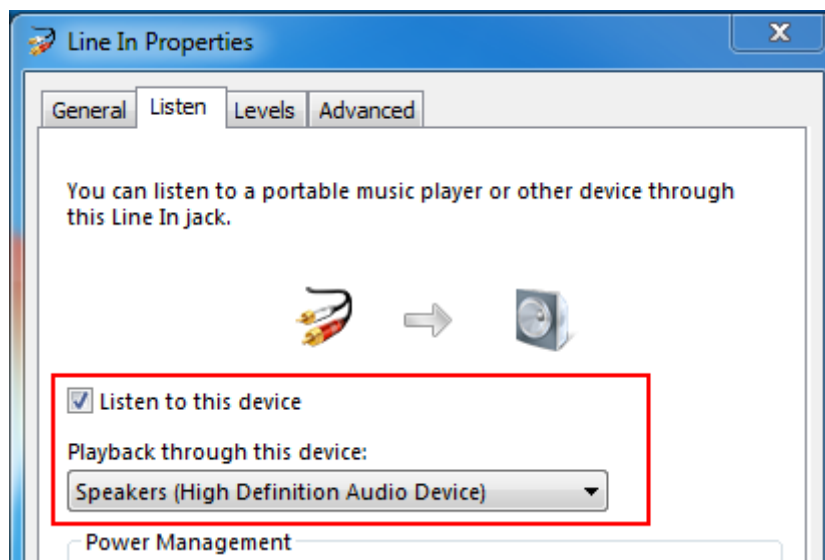 Line In Properties
General Listen Levels Advanced
You can listen to a portable music player or other device through
this Line In jack.
Listen to this device
Playback through this device:
Speakers (High Definition Audio Device)
Power Management